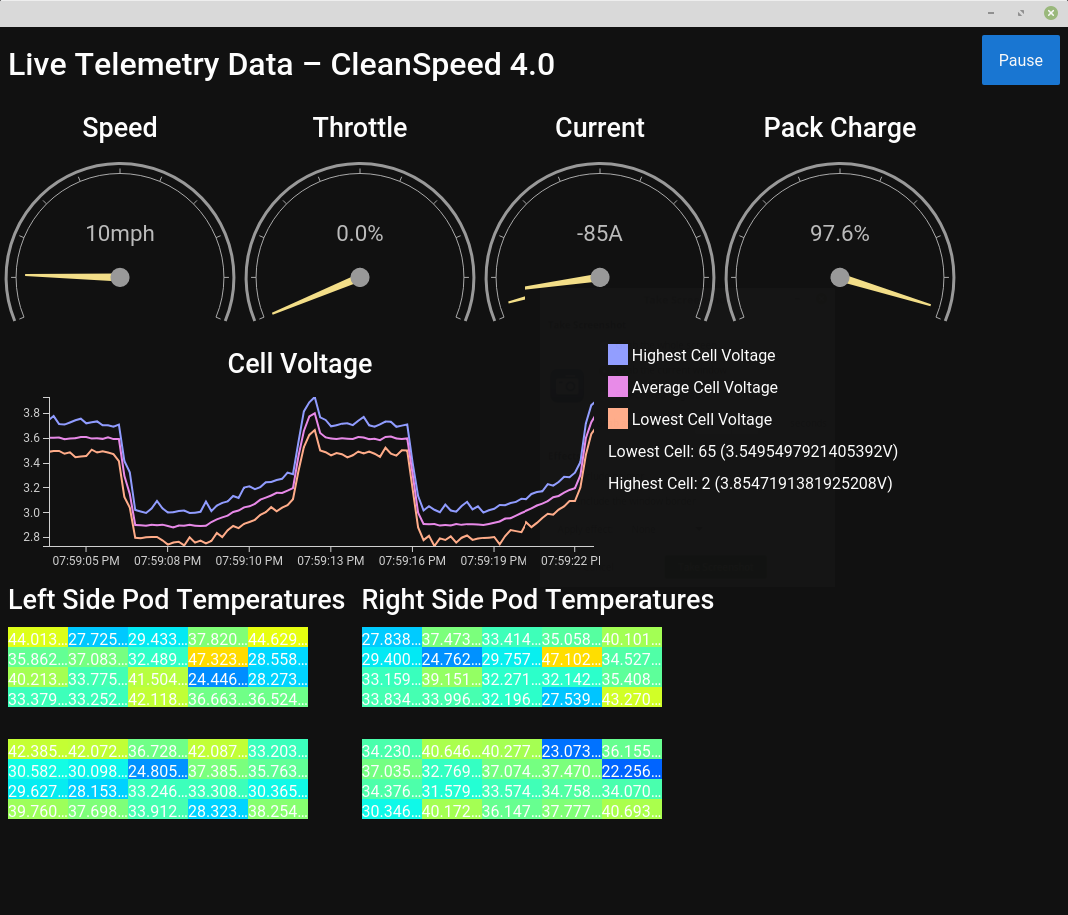 Live Telemetry Data – CleanSpeed 4.0
Pause
Speed
Throttle
Current
Pack Charge
10mph
0.0%
-85A
97.6%
Cell Voltage
Highest Cell Voltage
Average Cell Voltage
Lowest Cell Voltage
Lowest Cell: 65 (3.5495497921405392V)
Highest Cell: 2 (3.8547191381925208V)
3.8
3.6
3.4
3.2
3.0
2.8
07:59:05 PM 07:59:08 PM 07:59:10 PM 07:59:13 PM 07:59:16 PM 07:59:19 PM 07:59:22 P
Left Side Pod Temperatures
44.013... 27.725... 29.433... 37.820... 44.629...
35.862... 37.083... 32.489... 47.323... 28.558...
40.213... 33.775... 41.504... 24.446... 28.273...
33.379... 33.252... 42.118... 36.663... 36.524...
42.385... 42.072... 36.728... 42.087... 33.203...
30.582... 30.098... 24.805... 37.385... 35.763...
29.627... 28.153... 33.246... 33.308... 30.365...
39.760... 37.698... 33.912... 28.323... 38.254...
Right Side Pod Temperatures
27.838... 37.473... 33.414... 35.058... 40.101...
29.400... 24.762... 29.757... 47.102... 34.527...
33.159... 39.151... 32.271... 32.142... 35.408...
33.834... 33.996... 32.196... 27.539... 43.270...
34.230... 40.646... 40.277... 23.073... 36.155...
37.035... 32.769... 37.074... 37.470... 22.256...
34.376... 31.579... 33.574... 34.758... 34.070...
30.346... 40.172... 36.147... 37.777... 40.693...